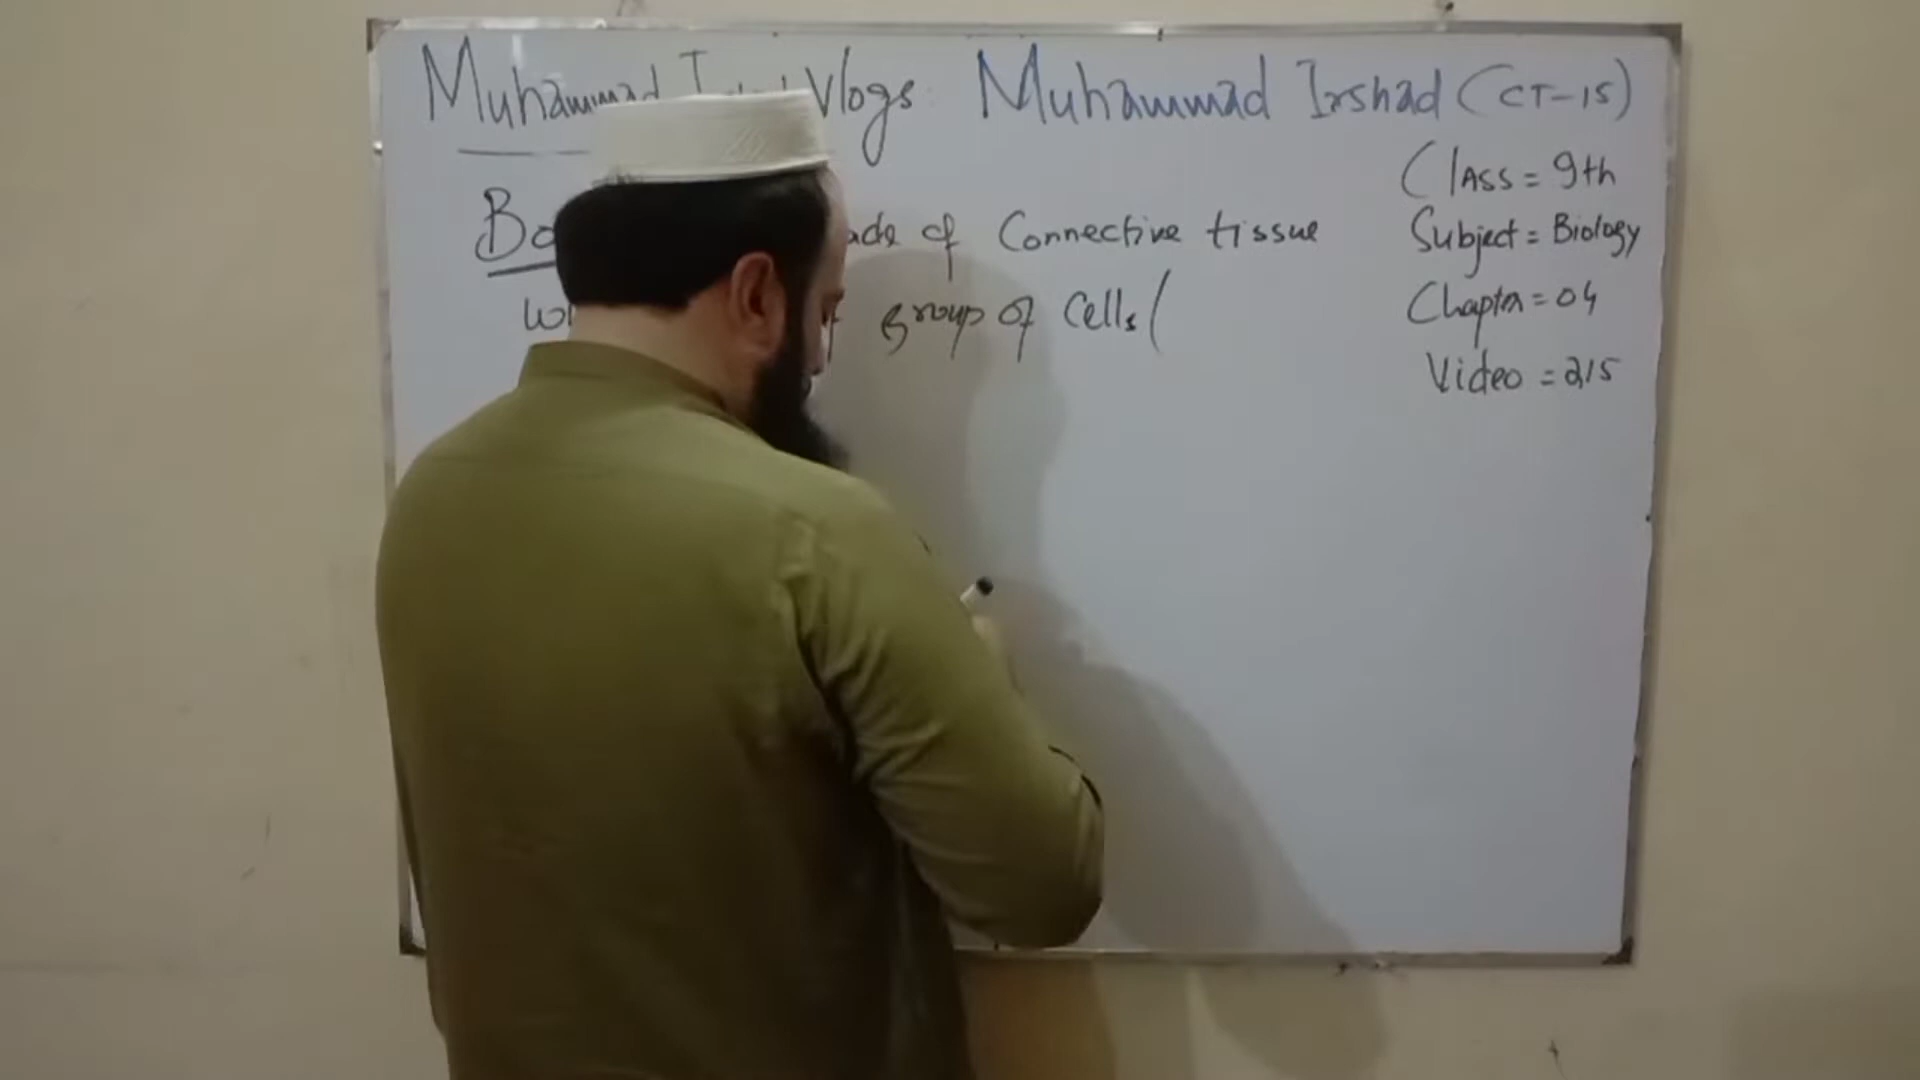 Muhammad Vlogs Muhammad Irshad (CT-15)
Class = 9th
of Connective tissue
Subject = Biology
group of Cells (
Chapter = 04
Video = 215